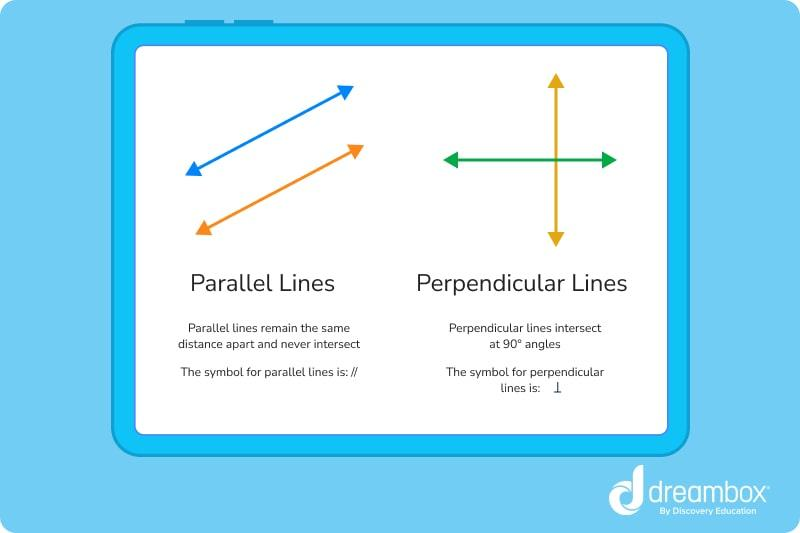 Parallel Lines
Parallel lines remain the same
distance apart and never intersect
The symbol for parallel lines is: //
Perpendicular Lines
Perpendicular lines intersect
at 90° angles
The symbol for perpendicular
lines is: ⊥
dreambox
By Discovery Education